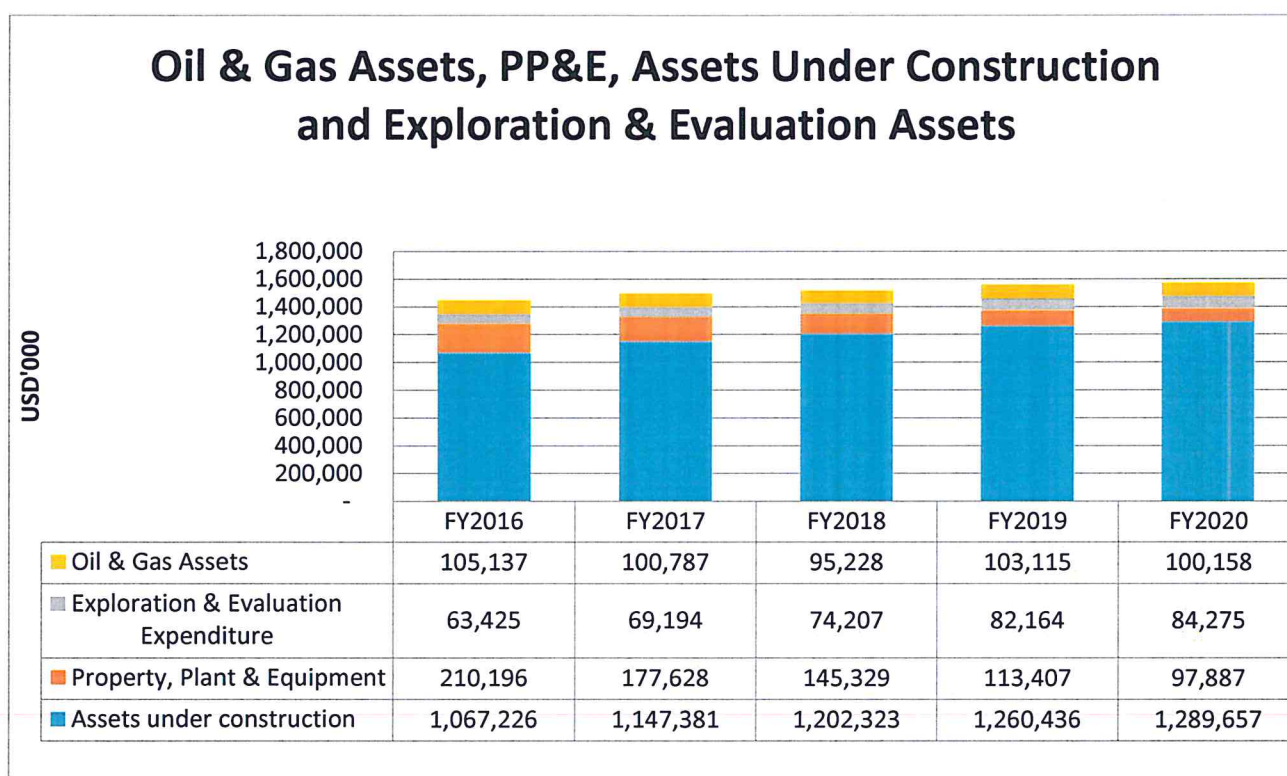 Oil & Gas Assets, PP&E, Assets Under Construction
and Exploration & Evaluation Assets
USD'000
1,800,000
1,600,000
1,400,000
1,200,000
1,000,000
800,000
600,000
400,000
200,000
-
FY2016 FY2017 FY2018 FY2019 FY2020
Oil & Gas Assets 105,137 100,787 95,228 103,115 100,158
Exploration & Evaluation
Expenditure 63,425 69,194 74,207 82,164 84,275
Property, Plant & Equipment 210,196 177,628 145,329 113,407 97,887
Assets under construction 1,067,226 1,147,381 1,202,323 1,260,436 1,289,657